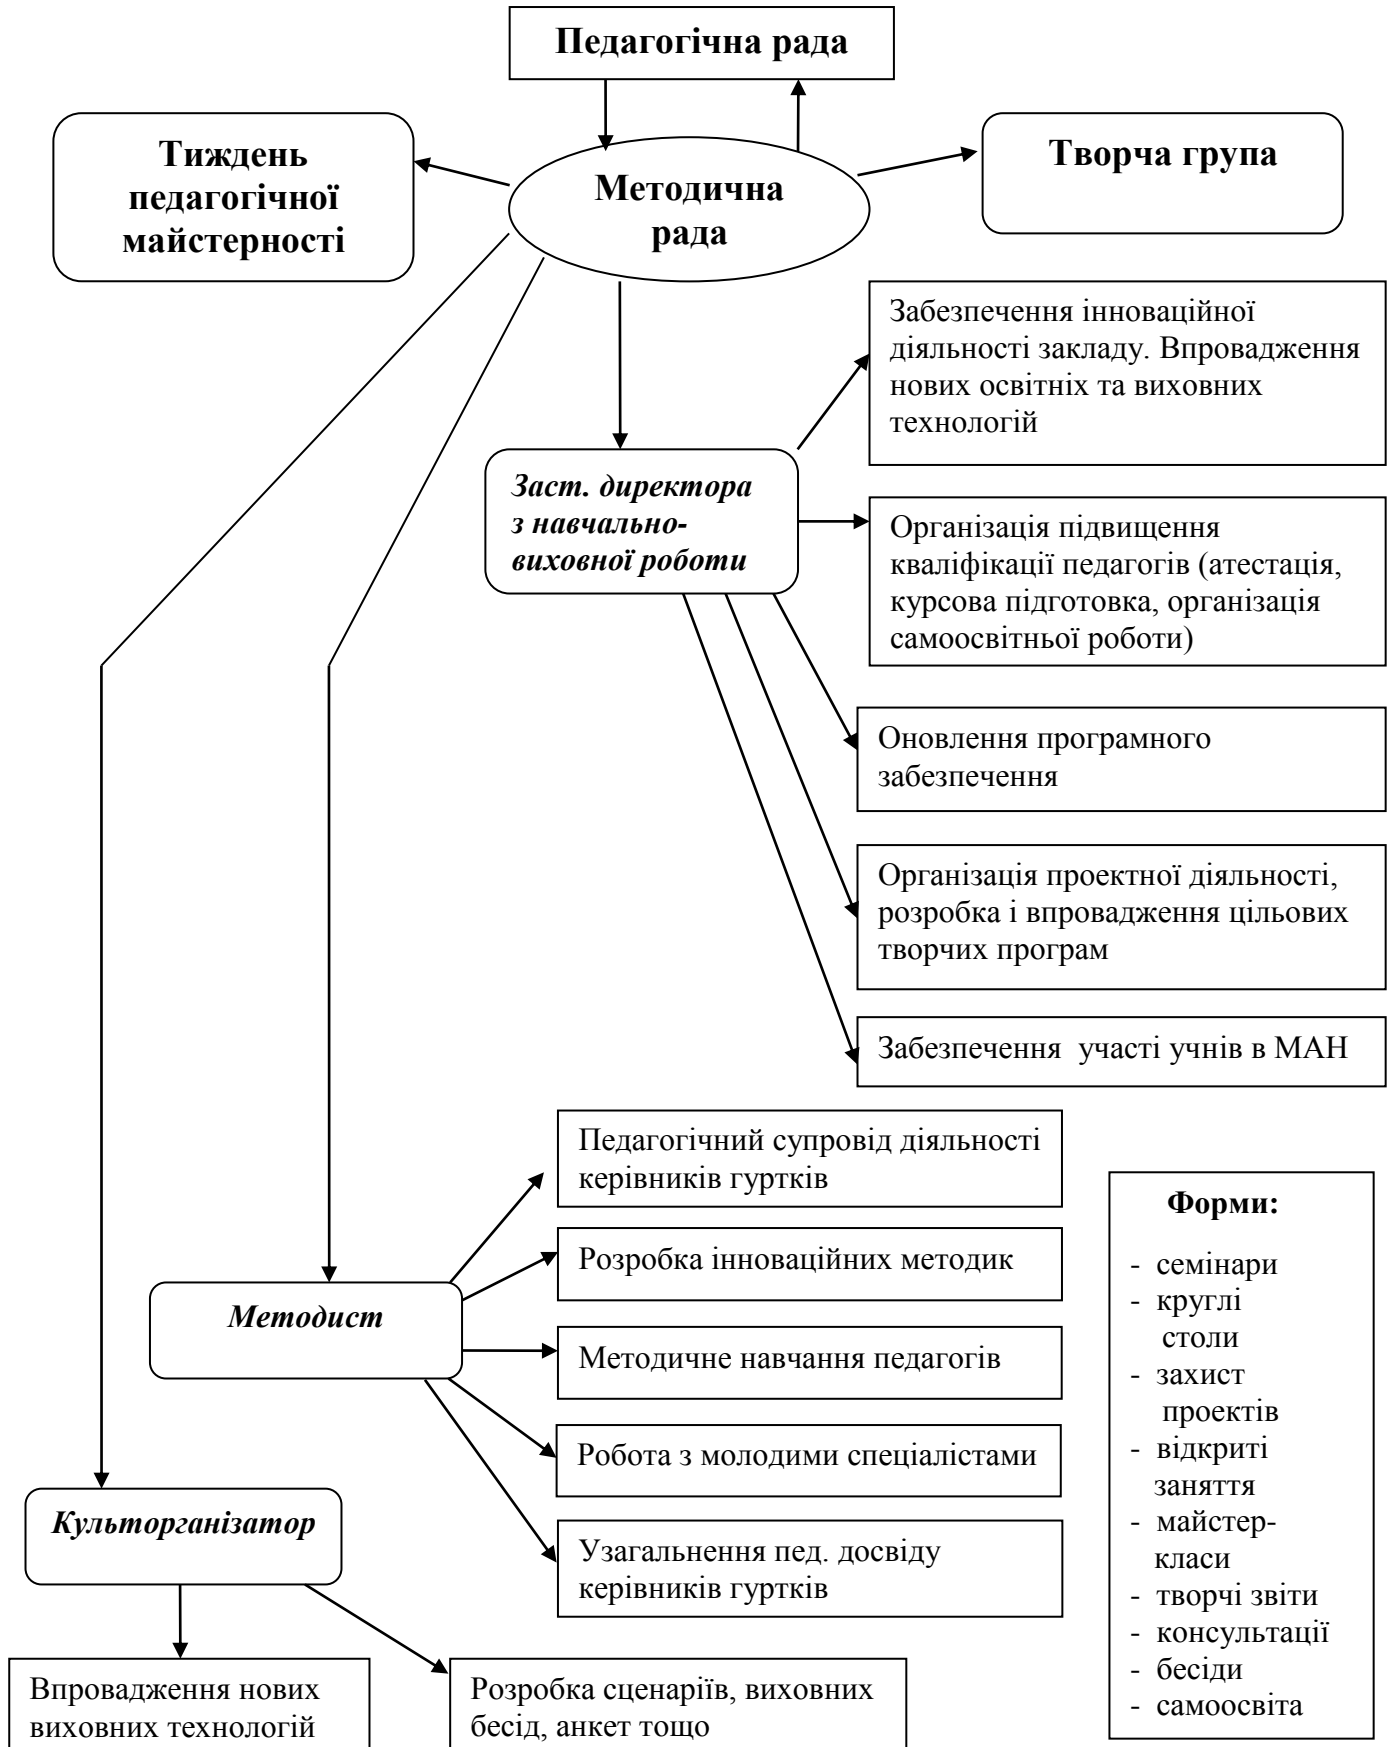 Педагогічна рада
Тиждень
педагогічної
майстерності
Методична
рада
Творча група
Забезпечення інноваційної
діяльності закладу. Впровадження
нових освітніх та виховних
технологій
Заст. директора
з навчально-
виховної роботи
Організація підвищення
кваліфікації педагогів (атестація,
курсова підготовка, організація
самоосвітньої роботи)
Оновлення програмного
забезпечення
Організація проектної діяльності,
розробка і впровадження цільових
творчих програм
Забезпечення  участі учнів в МАН
Педагогічний супровід діяльності
керівників гуртків
Розробка інноваційних методик
Методист
Методичне навчання педагогів
Робота з молодими спеціалістами
Узагальнення пед. досвіду
керівників гуртків
Форми:
- семінари
- круглі
столи
- захист
проектів
- відкриті
заняття
- майстер-
класи
- творчі звіти
- консультації
- бесіди
- самоосвіта
Культорганізатор
Впровадження нових
виховних технологій
Розробка сценаріїв, виховних
бесід, анкет тощо